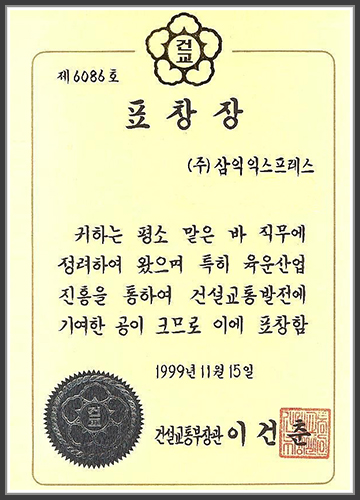 건교
제 6086 호
표 창 장
(주) 삼익익스프레스
귀하는 평소 맡은 바 직무에
정려하여 왔으며 특히 육운산업
진흥을 통하여 건설교통발전에
기여한 공이 크므로 이에 표창함
1999년 11월 15일
건교
건설교통부장관 이 건 춘